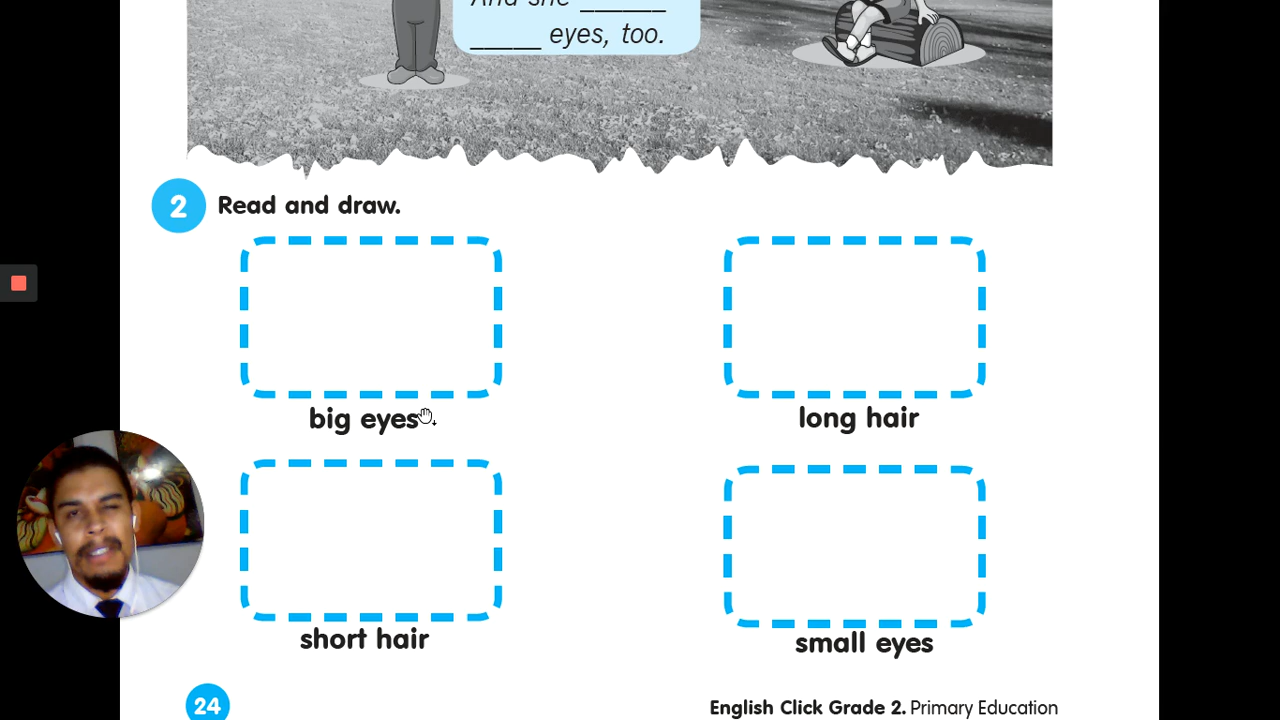 And she ______
_____ eyes, too.
2 Read and draw.
big eyes
long hair
short hair
small eyes
24
English Click Grade 2. Primary Education